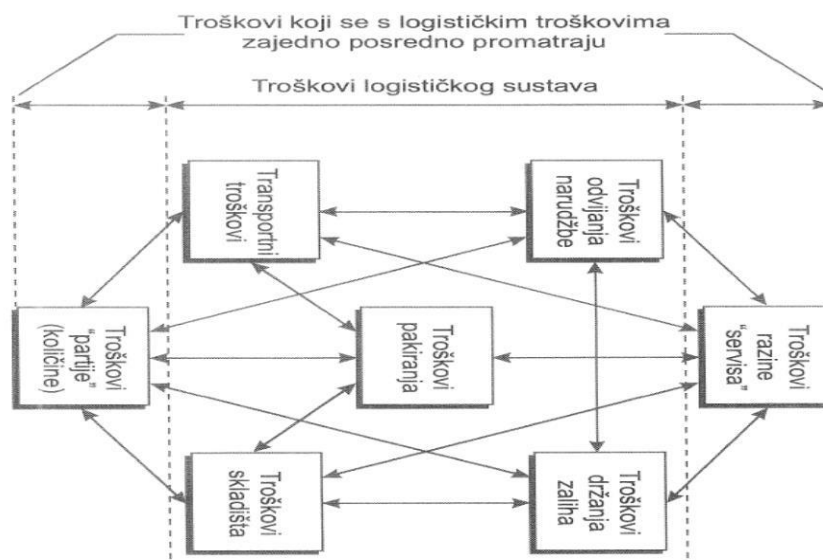 Troškovi koji se s logističkim troškovima
zajedno posredno promatraju
Troškovi logističkog sustava
Transportni
troškovi
Troškovi
odvijanja
narudžbe
Troškovi
"partije"
(količine)
Troškovi
pakiranja
Troškovi
razine
"servisa"
Troškovi
skladišta
Troškovi
držanja
zaliha